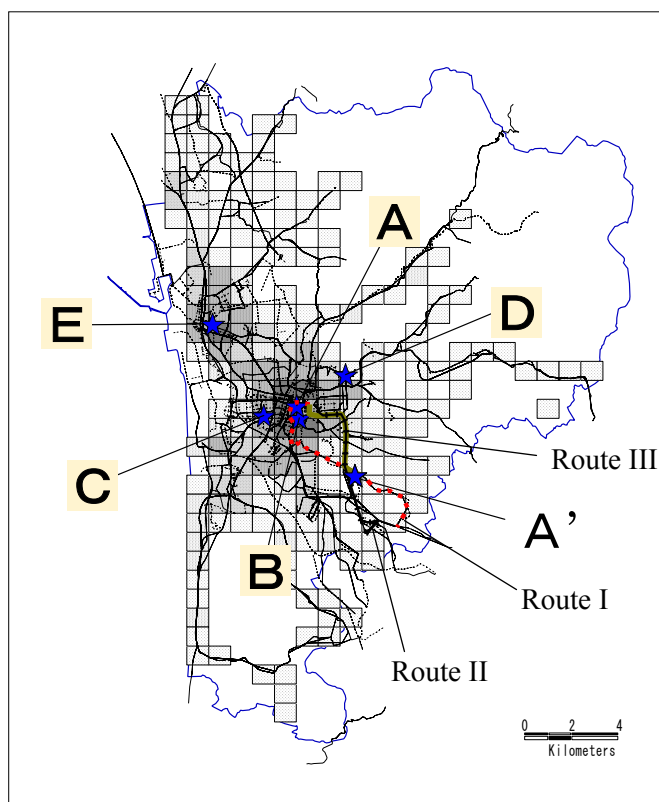 A
D
E
C
Route III
A’
B
Route I
Route II
0 2 4
Kilometers